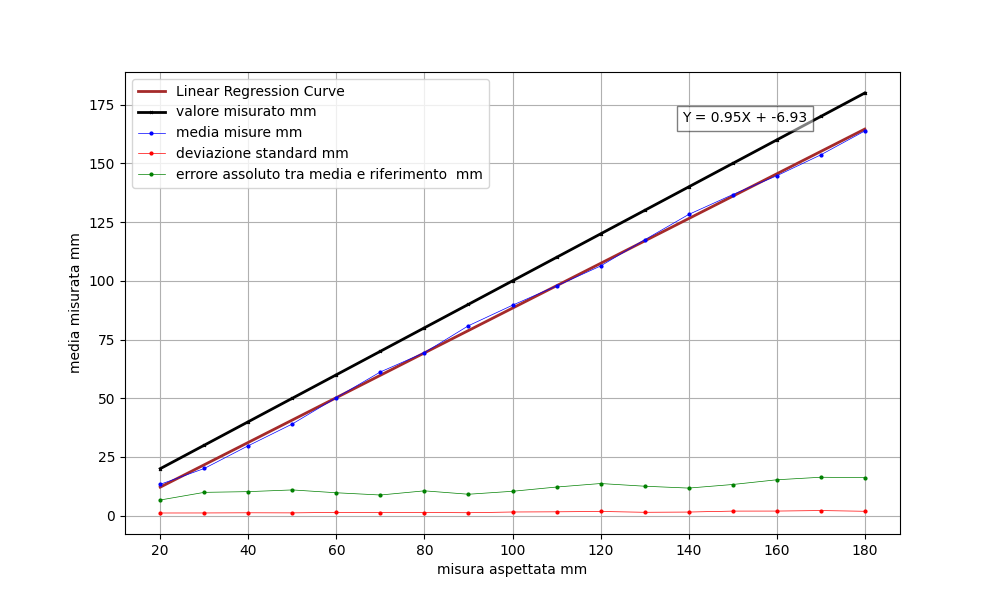 Linear Regression Curve
valore misurato mm
media misure mm
deviazione standard mm
errore assoluto tra media e riferimento  mm
Y = 0.95X + -6.93
175
150
125
100
75
50
25
0
media misurata mm
20 40 60 80 100 120 140 160 180
misura aspettata mm